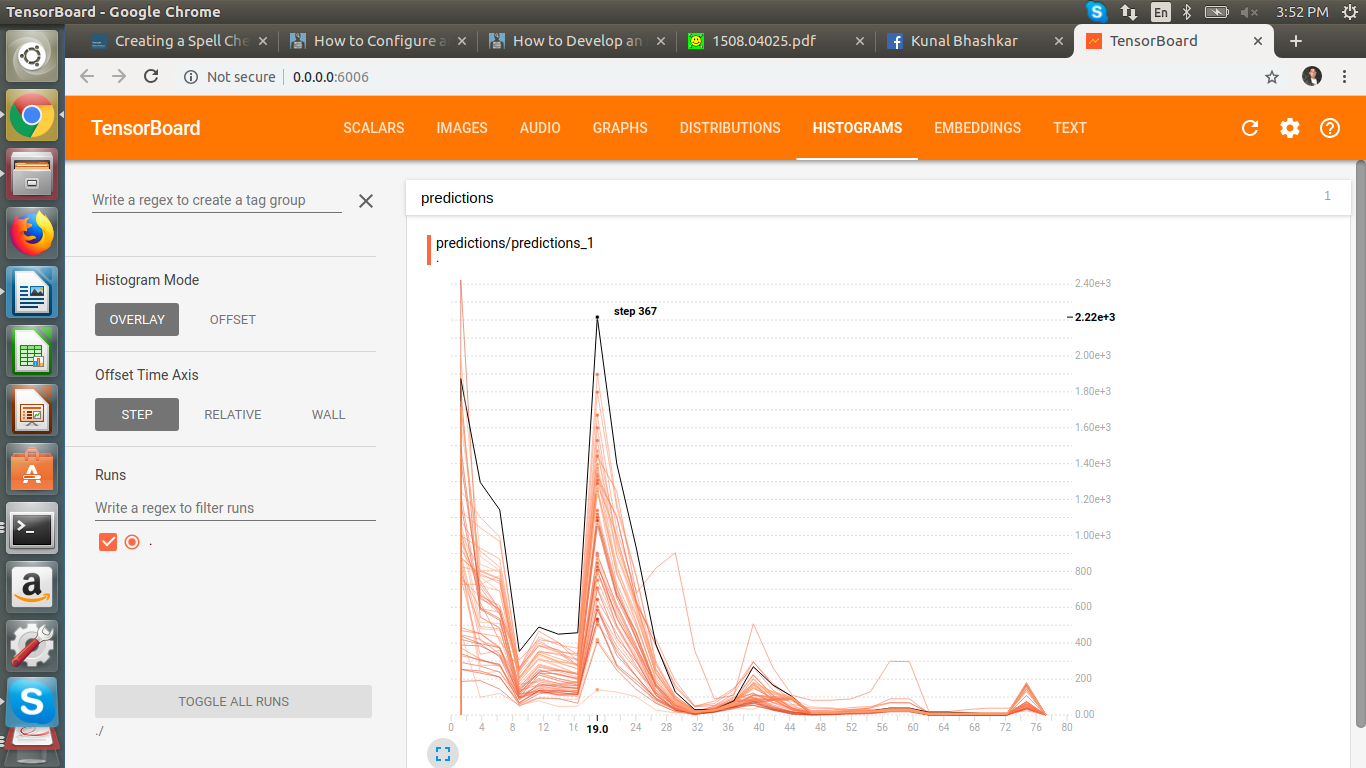 TensorBoard - Google Chrome
En
3:52 PM
Creating a Spell Che
How to Configure a
How to Develop an
1508.04025.pdf
Kunal Bhashkar
TensorBoard
Not secure
0.0.0.0:6006
TensorBoard
SCALARS
IMAGES
AUDIO
GRAPHS
DISTRIBUTIONS
HISTOGRAMS
EMBEDDINGS
TEXT
Write a regex to create a tag group
Histogram Mode
OVERLAY
OFFSET
Offset Time Axis
STEP
RELATIVE
WALL
Runs
Write a regex to filter runs
.
TOGGLE ALL RUNS
./
predictions
1
predictions/predictions_1
.
step 367
2.40e+3
2.22e+3
2.00e+3
1.80e+3
1.60e+3
1.40e+3
1.20e+3
1.00e+3
800
600
400
200
0.00
0 4 8 12 16 19.0 24 28 32 36 40 44 48 52 56 60 64 68 72 76 80